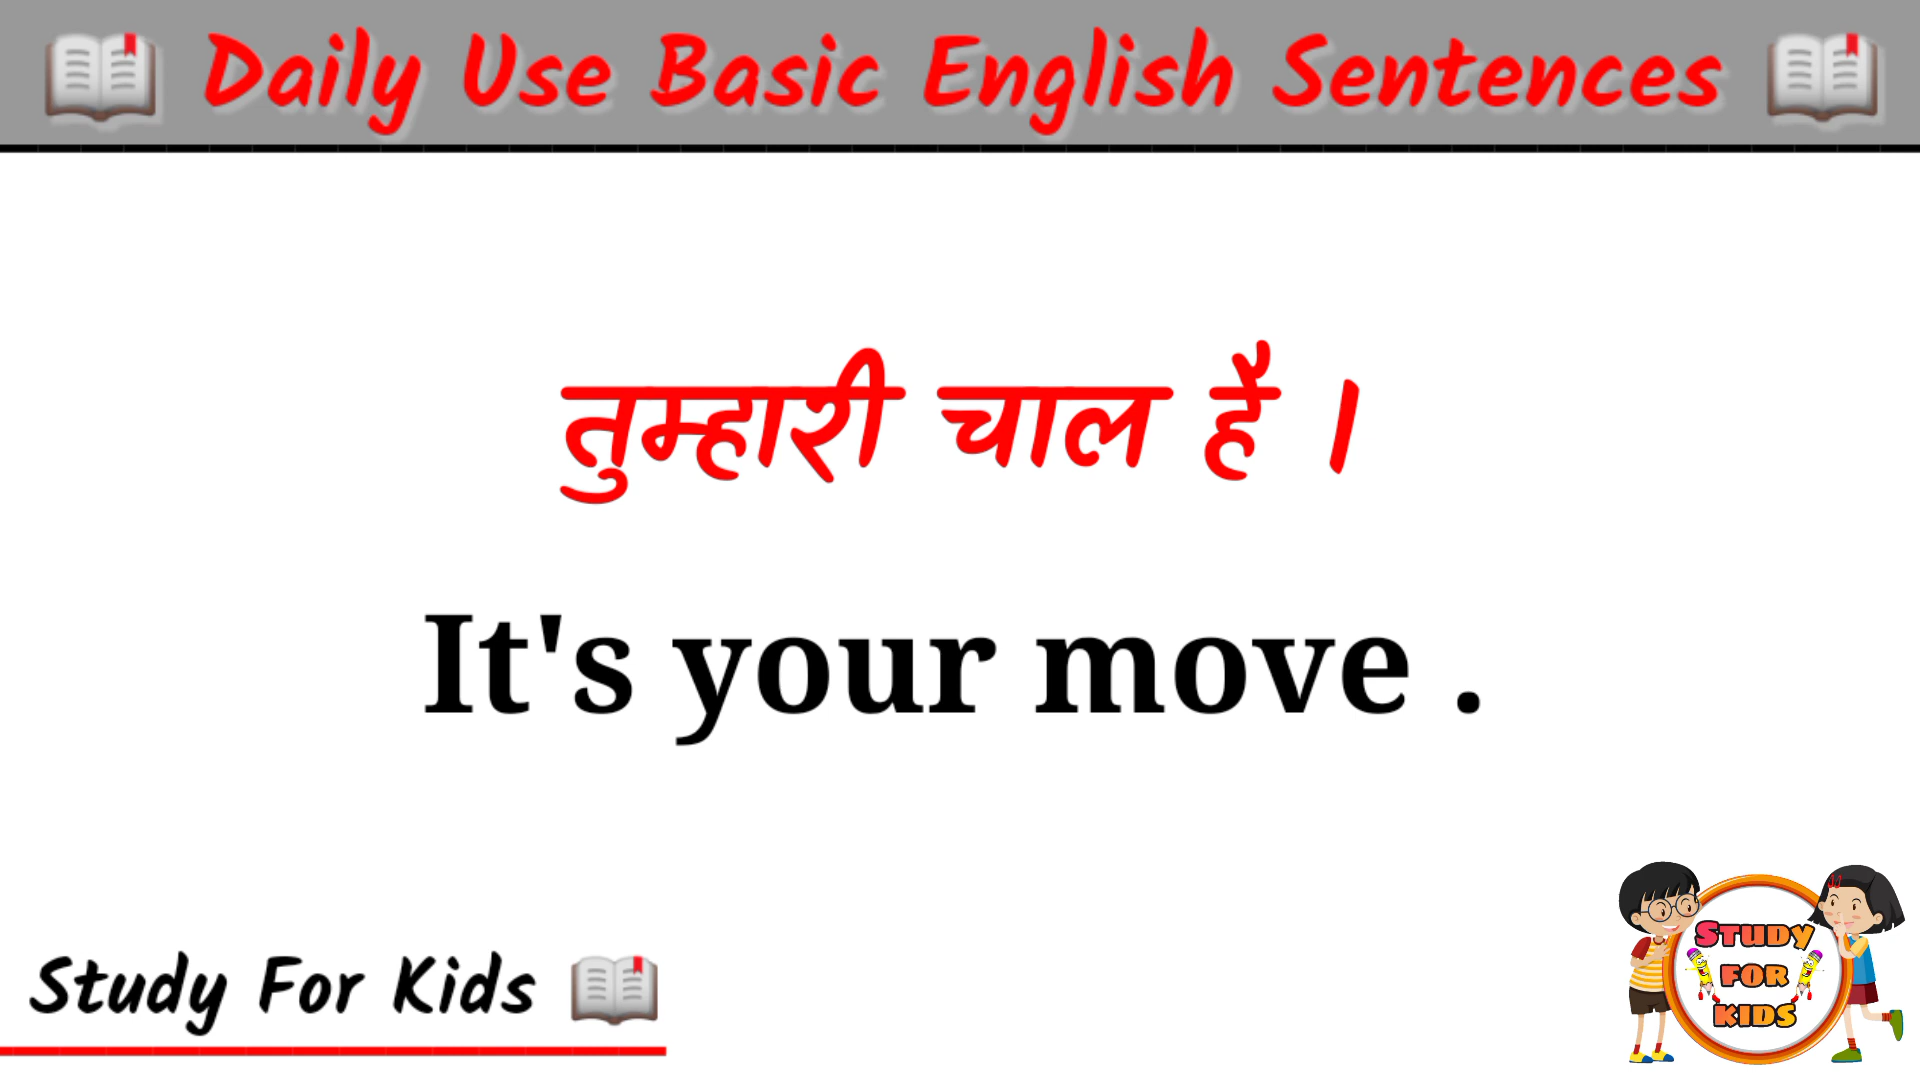 Daily Use Basic English Sentences
तुम्हारी चाल है ।
It's your move .
Study For Kids
STUDY
FOR
KIDS